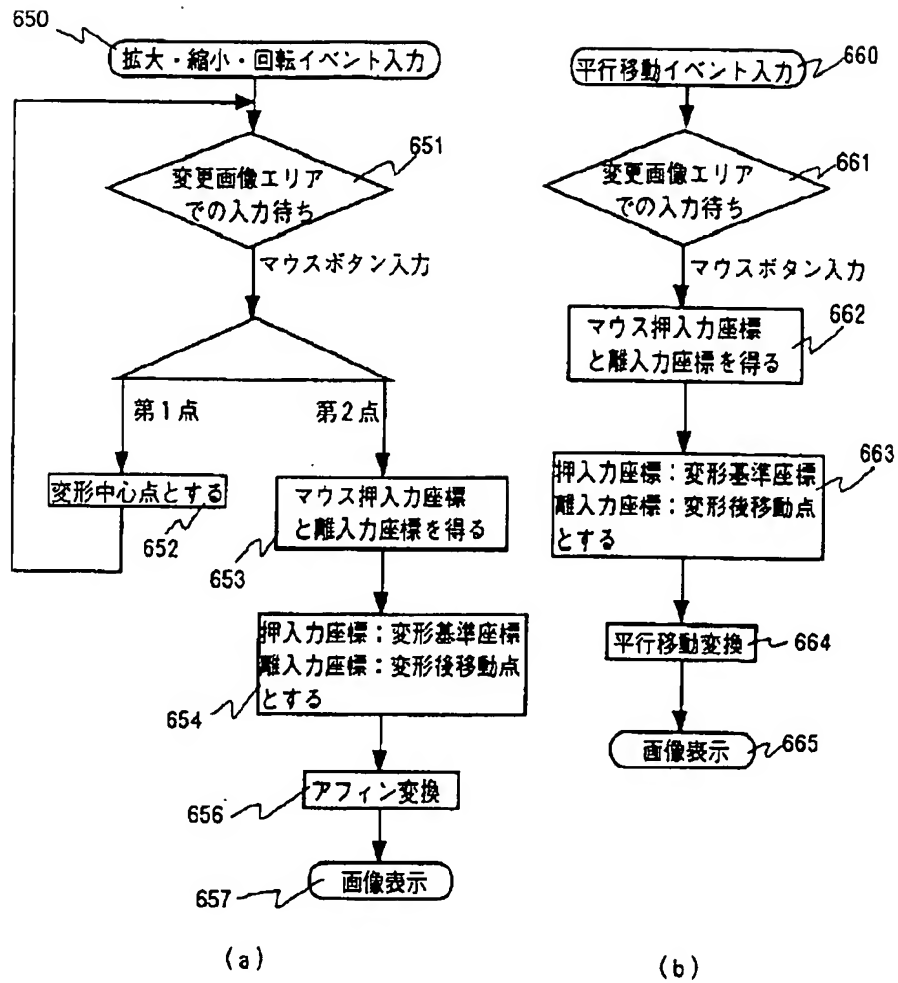 650
拡大・縮小・回転イベント入力
651
変更画像エリア
での入力待ち
マウスボタン入力
第1点
第2点
変形中心点とする
652
マウス押入力座標
と離入力座標を得る
653
押入力座標:変形基準座標
離入力座標:変形後移動点
とする
654
アフィン変換
656
画像表示
657
(a)
平行移動イベント入力
660
変更画像エリア
での入力待ち
661
マウスボタン入力
マウス押入力座標
と離入力座標を得る
662
押入力座標:変形基準座標
離入力座標:変形後移動点
とする
663
平行移動変換
664
画像表示
665
(b)